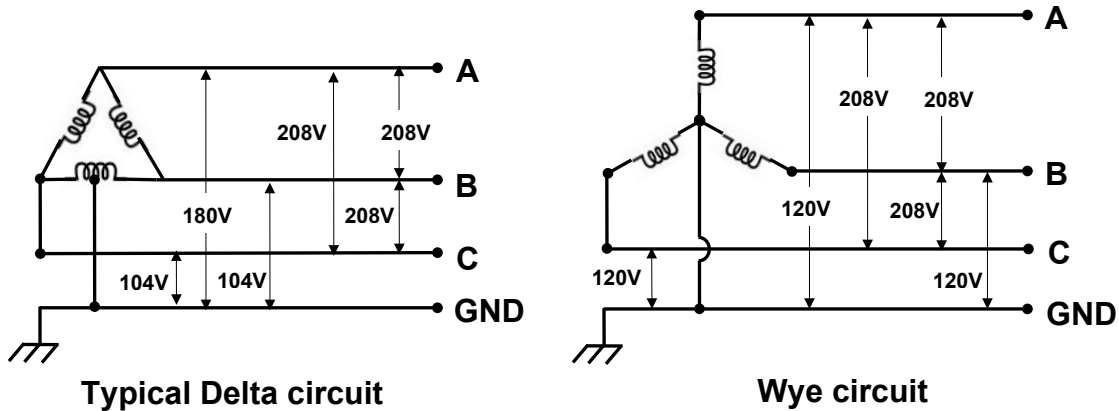 A
208V
208V
B
180V
208V
C
104V
104V
GND
Typical Delta circuit
A
208V
208V
B
120V
208V
C
120V
120V
GND
Wye circuit